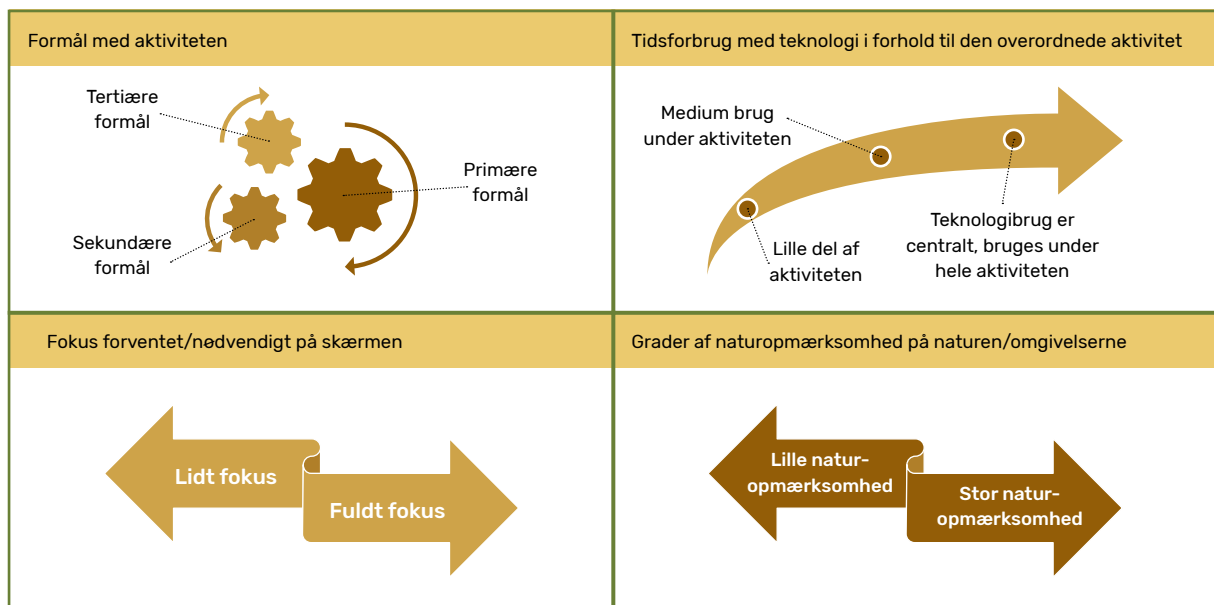 Formål med aktiviteten
Tertiære
formål
Primære
formål
Sekundære
formål
Tidsforbrug med teknologi i forhold til den overordnede aktivitet
Medium brug
under aktiviteten
Lille del af
aktiviteten
Teknologibrug er
centralt, bruges under
hele aktiviteten
Fokus forventet/nødvendigt på skærmen
Lidt fokus
Fuldt fokus
Grader af naturopmærksomhed på naturen/omgivelserne
Lille natur-
opmærksomhed
Stor natur-
opmærksomhed